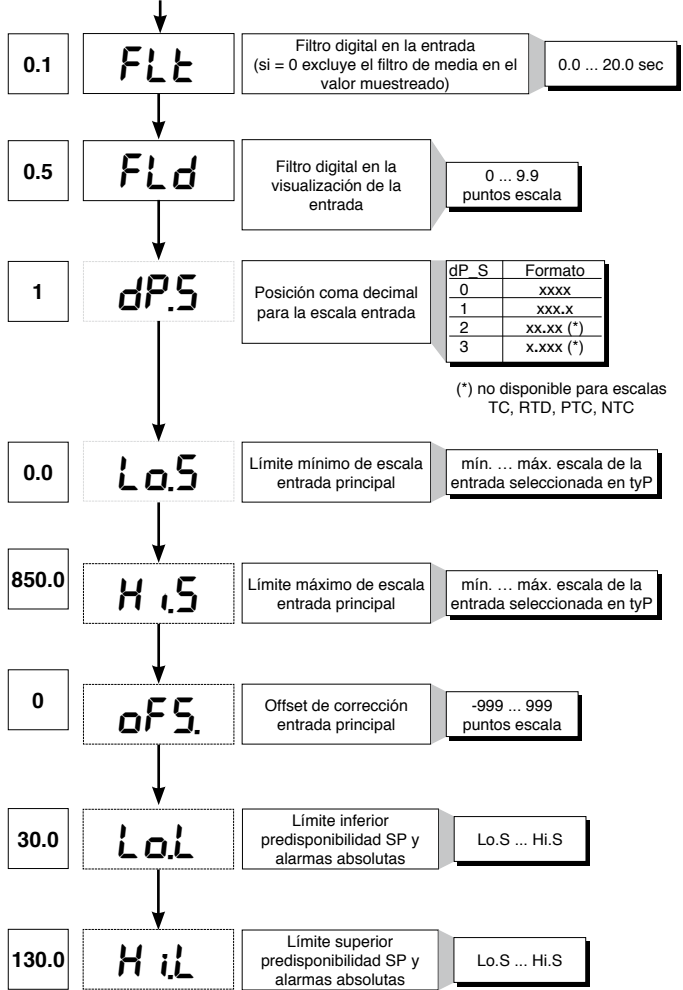 0.1
FLt
Filtro digital en la entrada
(si = 0 excluye el filtro de media en el
valor muestreado)
0.0 ... 20.0 sec
0.5
FLd
Filtro digital en la
visualización de la
entrada
0 ... 9.9
puntos escala
1
dP.S
Posición coma decimal
para la escala entrada
dP_S Formato
0 xxxx
1 xxx.x
2 xx.xx (*)
3 x.xxx (*)
(*) no disponible para escalas
TC, RTD, PTC, NTC
0.0
Lo.S
Límite mínimo de escala
entrada principal
mín. ... máx. escala de la
entrada seleccionada en tyP
850.0
Hi.S
Límite máximo de escala
entrada principal
mín. ... máx. escala de la
entrada seleccionada en tyP
0
oFS.
Offset de corrección
entrada principal
-999 ... 999
puntos escala
30.0
Lo.L
Límite inferior
predisponibilidad SP y
alarmas absolutas
Lo.S ... Hi.S
130.0
Hi.L
Límite superior
predisponibilidad SP y
alarmas absolutas
Lo.S ... Hi.S